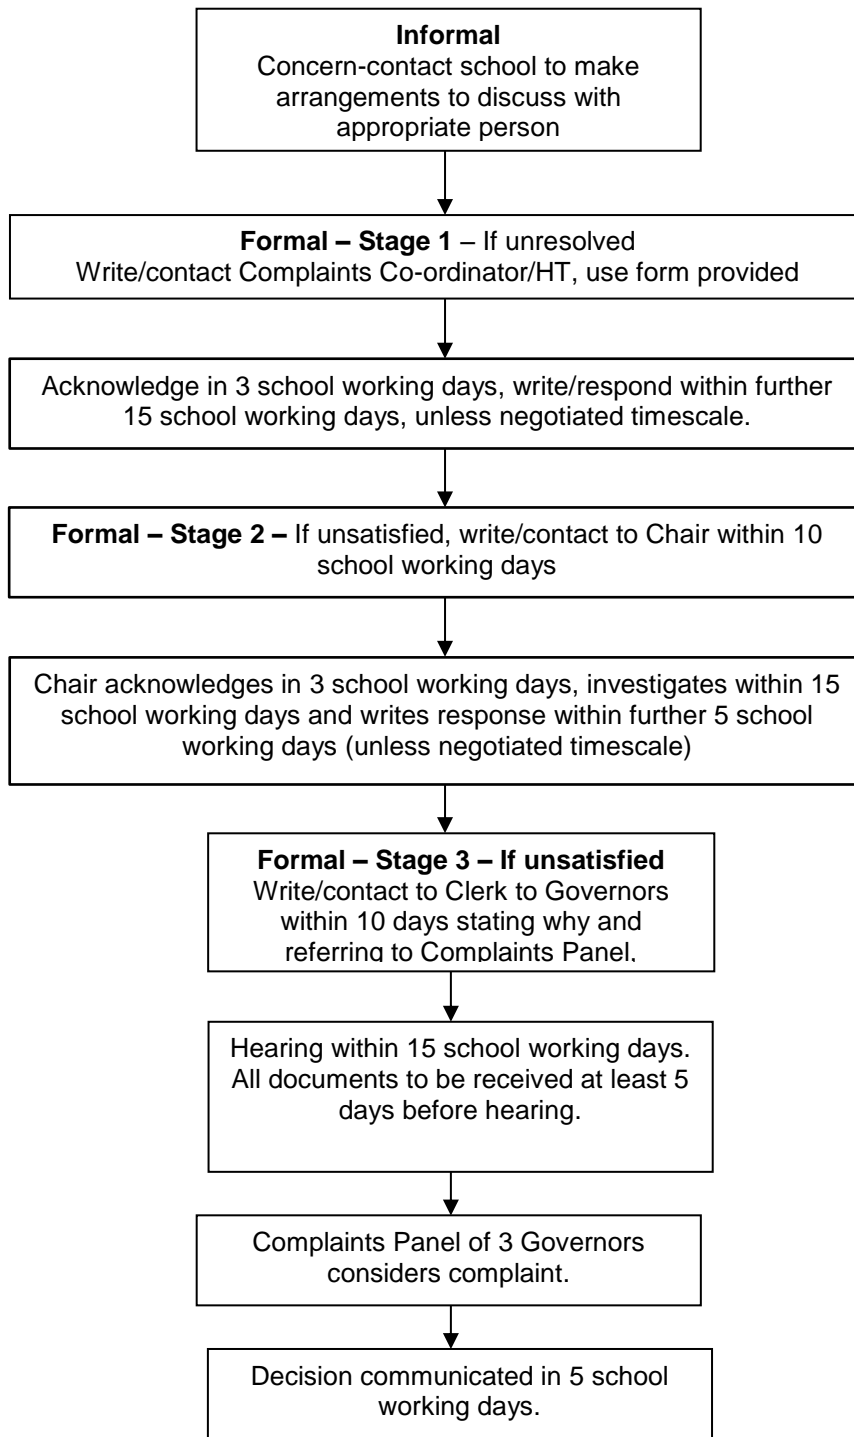 Informal
Concern-contact school to make
arrangements to discuss with
appropriate person
Formal – Stage 1 – If unresolved
Write/contact Complaints Co-ordinator/HT, use form provided
Acknowledge in 3 school working days, write/respond within further
15 school working days, unless negotiated timescale.
Formal – Stage 2 – If unsatisfied, write/contact to Chair within 10
school working days
Chair acknowledges in 3 school working days, investigates within 15
school working days and writes response within further 5 school
working days (unless negotiated timescale)
Formal – Stage 3 – If unsatisfied
Write/contact to Clerk to Governors
within 10 days stating why and
referring to Complaints Panel.
Hearing within 15 school working days.
All documents to be received at least 5
days before hearing.
Complaints Panel of 3 Governors
considers complaint.
Decision communicated in 5 school
working days.